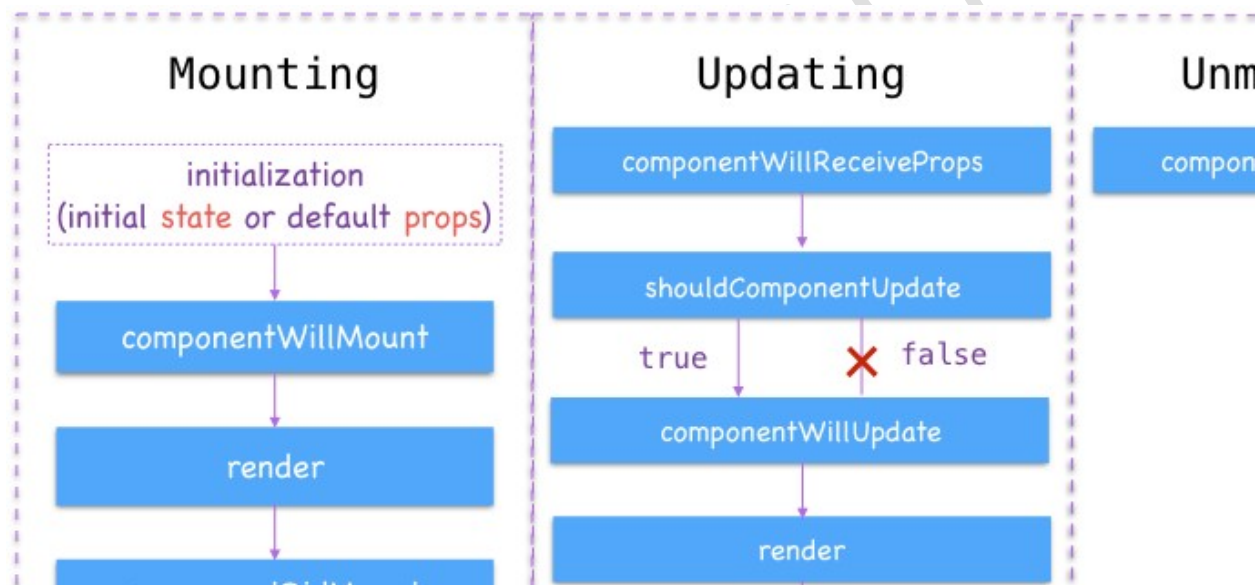 Mounting
initialization
(initial state or default props)
componentWillMount
render
Updating
componentWillReceiveProps
shouldComponentUpdate
true
false
componentWillUpdate
render